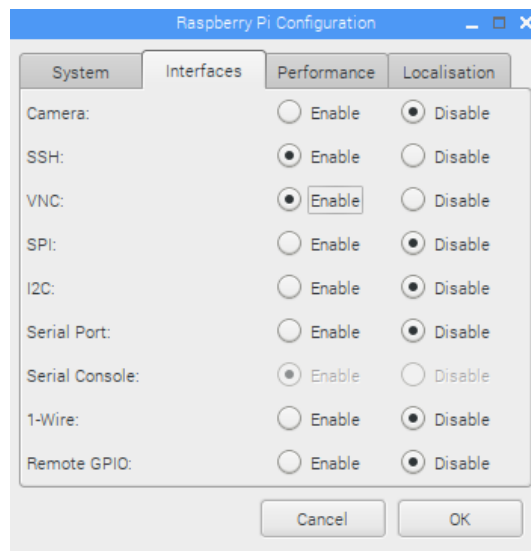 Raspberry Pi Configuration
System Interfaces Performance Localisation
Camera: Enable Disable
SSH: Enable Disable
VNC: Enable Disable
SPI: Enable Disable
I2C: Enable Disable
Serial Port: Enable Disable
Serial Console: Enable Disable
1-Wire: Enable Disable
Remote GPIO: Enable Disable
Cancel OK